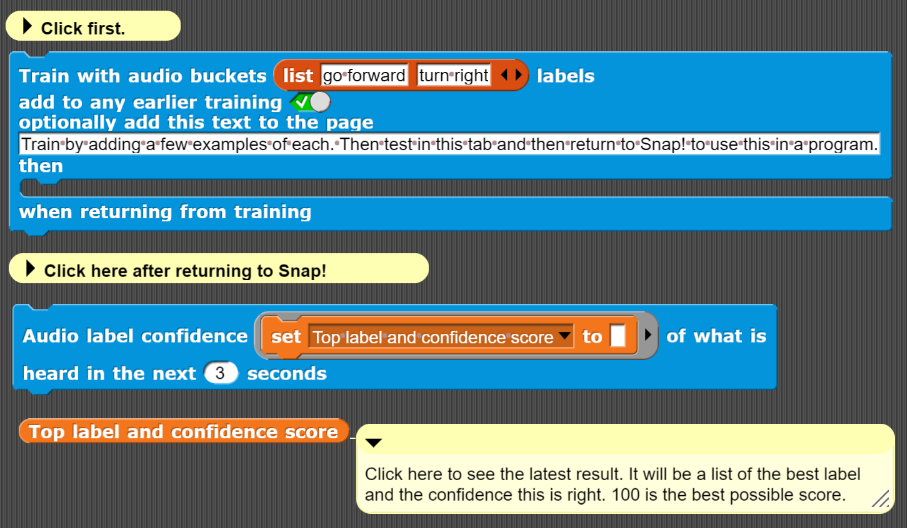 Click first.
Train with audio buckets list go forward turn right labels
add to any earlier training
optionally add this text to the page
Train by adding a few examples of each. Then test in this tab and then return to Snap! to use this in a program.
then
when returning from training
Click here after returning to Snap!
Audio label confidence set Top label and confidence score to of what is
heard in the next 3 seconds
Top label and confidence score
Click here to see the latest result. It will be a list of the best label
and the confidence this is right. 100 is the best possible score.